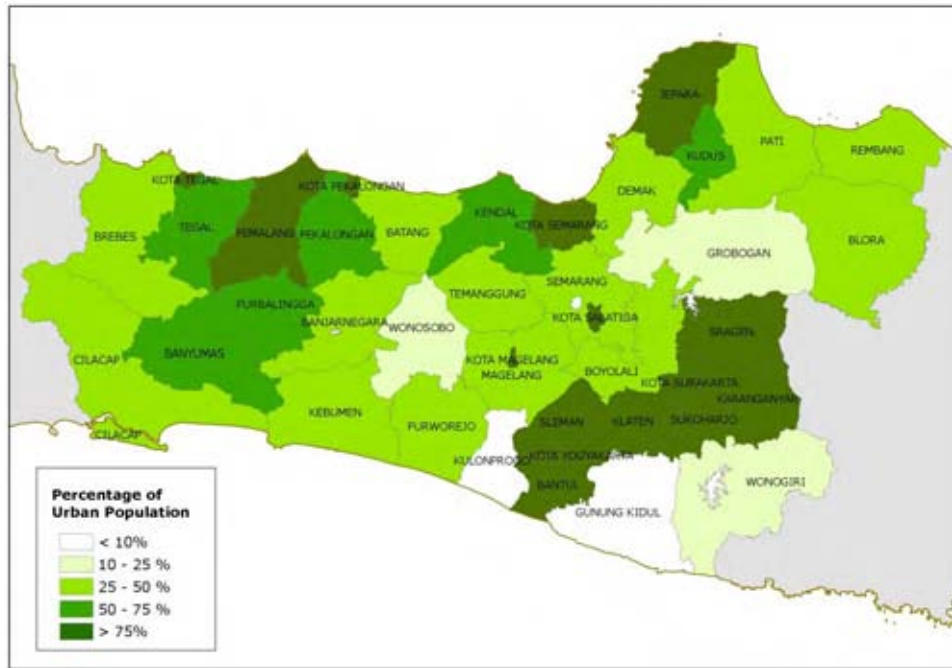 JEPARA
KUDUS
PATI
REMBANG
KOTA TEGAL
KOTA PEKALONGAN
DEMAK
KENDAL
KOTA SEMARANG
BREBES
TEGAL
PEMALANG
PEKALONGAN
BATANG
BLORA
GROBOGAN
SEMARANG
TEMANGGUNG
PURBALINGGA
BANJARNEGARA
WONOSOBO
KOTA SALATIGA
SRAGEN
CILACAP
BANYUMAS
KOTA MAGELANG
MAGELANG
BOYOLALI
KOTA SURAKARTA
KARANGANYAR
KEBUMEN
PURWOREJO
SLEMAN
KLATEN
SUKOHARJO
CILACAP
KULONPROGO
KOTA YOGYAKARTA
BANTUL
WONOGIRI
GUNUNG KIDUL
Percentage of
Urban Population
< 10%
10 - 25 %
25 - 50 %
50 - 75 %
> 75%